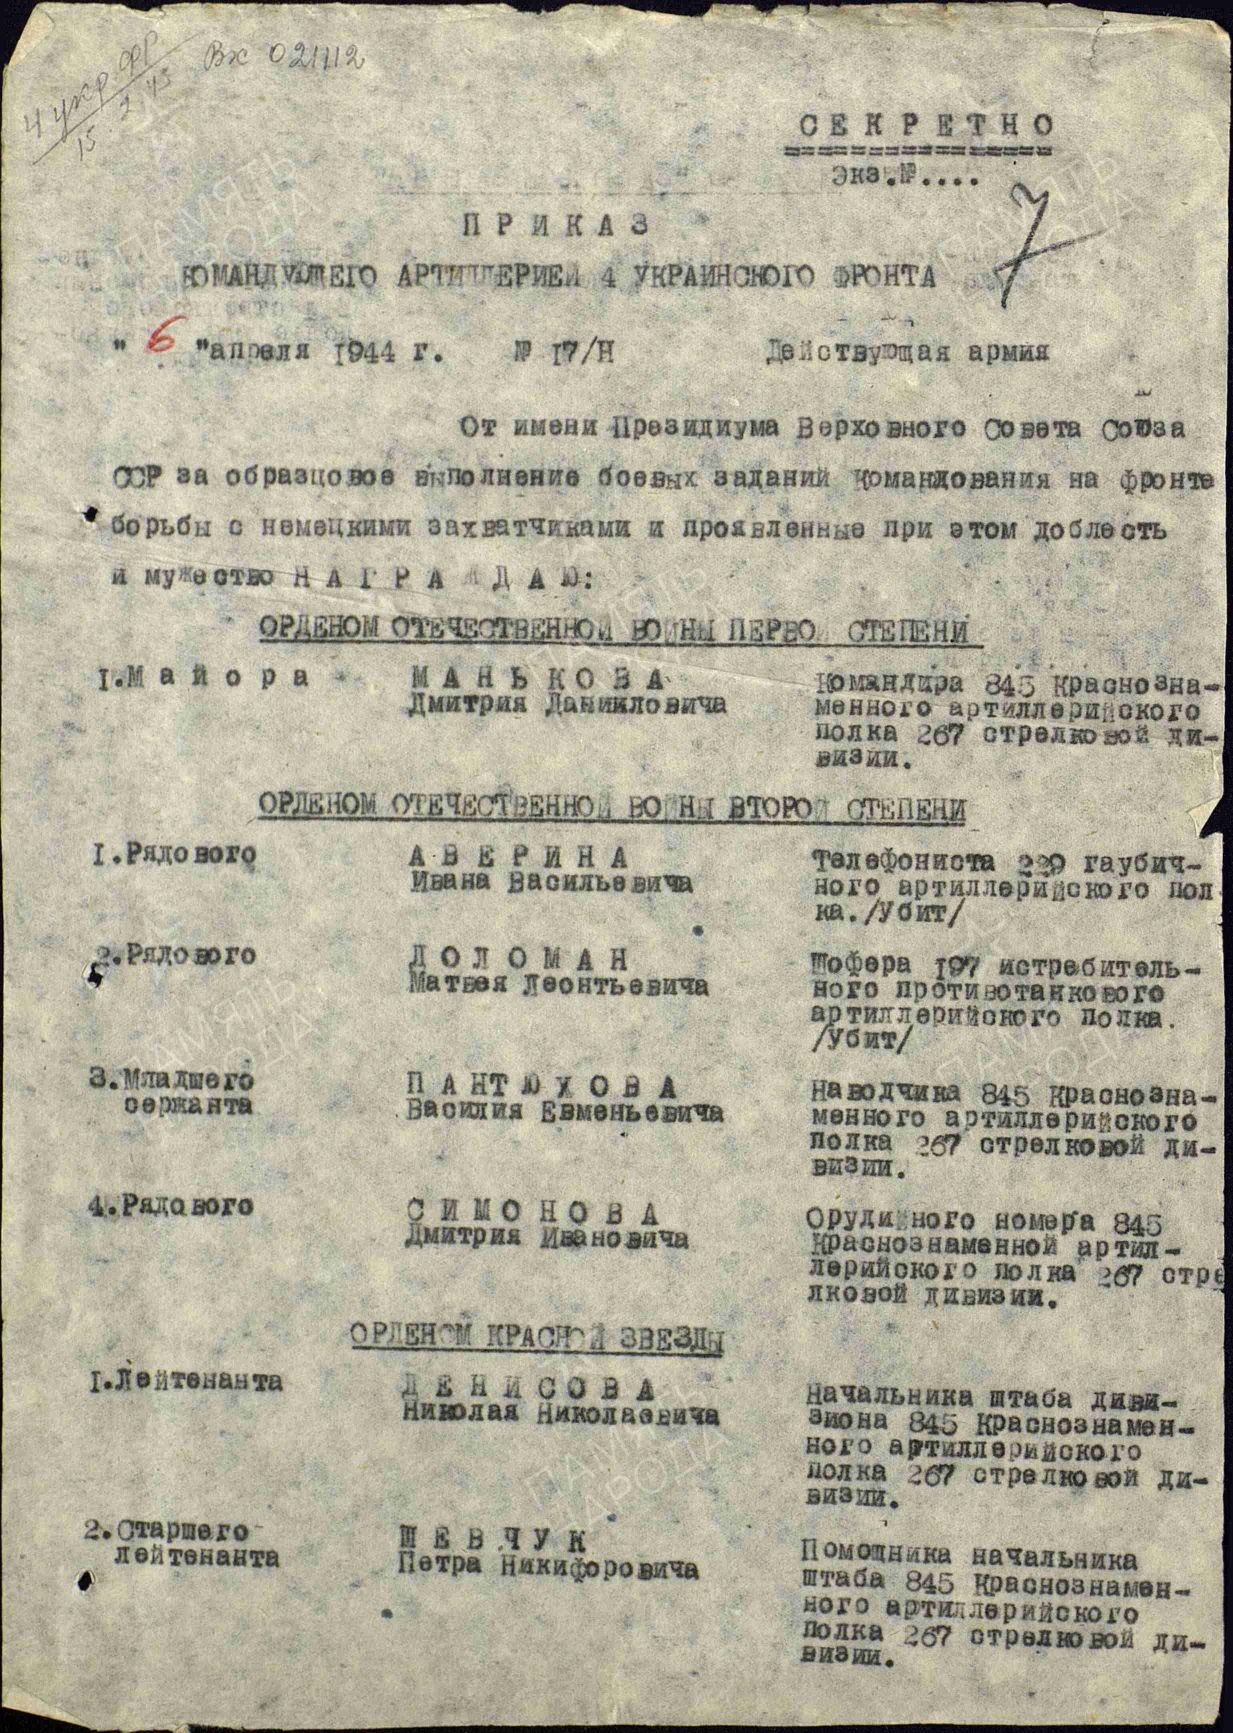 4 укр фр
15 2 45
Вх 021112
СЕКРЕТНО
Экз.№....
7
ПРИКАЗ
КОМАНДУЮЩЕГО АРТИЛЛЕРИЕЙ 4 УКРАИНСКОГО ФРОНТА
"6"апреля 1944 г. № 17/Н Действующая армия
От имени Президиума Верховного Совета Союза
ССР за образцовое выполнение боевых заданий командования на фронте
борьбы с немецкими захватчиками и проявленные при этом доблесть
и мужество НАГРАЖДАЮ:
ОРДЕНОМ ОТЕЧЕСТВЕННОЙ ВОЙНЫ ПЕРВОЙ СТЕПЕНИ
1.Майора МАНЬКОВА Командира 845 Краснозна-
Дмитрия Данииловича менного артиллерийского
полка 267 стрелковой ди-
визии.
ОРДЕНОМ ОТЕЧЕСТВЕННОЙ ВОЙНЫ ВТОРОЙ СТЕПЕНИ
1.Рядового АВЕРИНА Телефониста 229 гаубич-
Ивана Васильевича ного артиллерийского пол
ка./Убит/
2.Рядового ДОЛОМАН Шофера 197 истребитель-
Матвея Леонтьевича ного противотанкового
артиллерийского полка.
/Убит/
3.Младшего ПАНТЮХОВА Наводчика 845 Краснозна-
сержанта Василия Евменьевича менного артиллерийского
полка 267 стрелковой ди-
визии.
4.Рядового СИМОНОВА Орудийного номера 845
Дмитрия Ивановича Краснознаменной артил-
лерийского полка 267 стре
лковой дивизии.
ОРДЕНОМ КРАСНОЙ ЗВЕЗДЫ
1.Лейтенанта ДЕНИСОВА Начальника штаба диви-
Николая Николаевича зиона 845 Краснознамен-
ного артиллерийского
полка 267 стрелковой ди-
визии.
2.Старшего ШЕВЧУК Помощника начальника
лейтенанта Петра Никифоровича штаба 845 Краснознамен-
ного артиллерийского
полка 267 стрелковой ди-
визии.